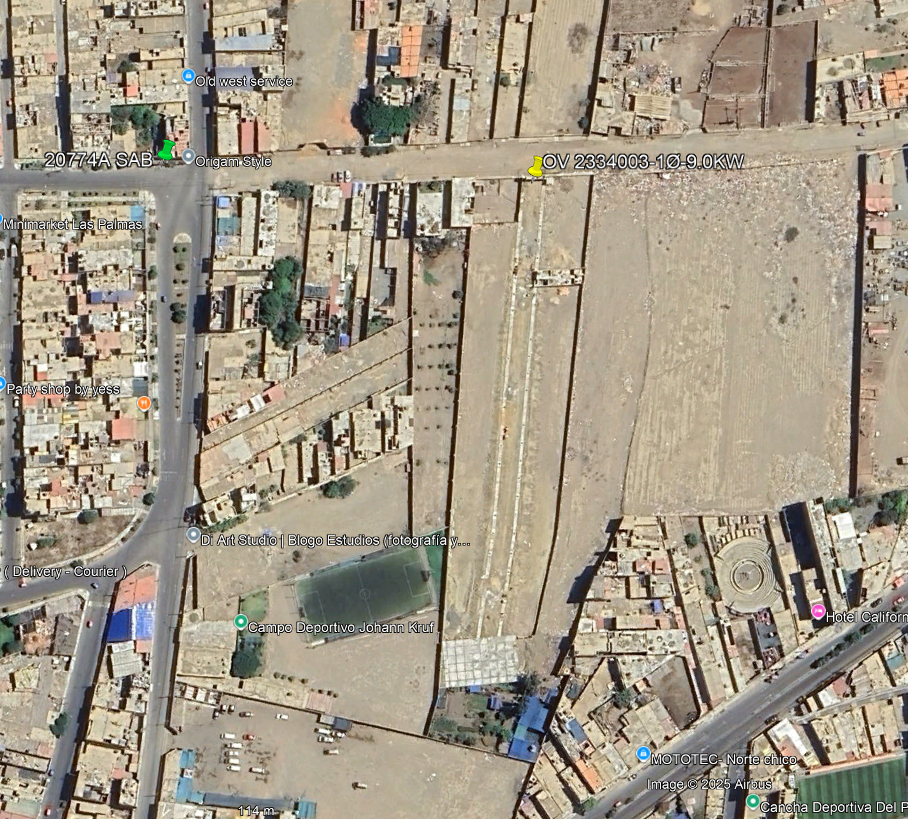 Old west service
20774A SAB
Origam Style
OV 2334003-1Ø-9.0KW
Minimarket Las Palmas
Party shop by yess
Di Art Studio | Blogo Estudios (fotografía y...
( Delivery - Courier )
Campo Deportivo Johann Kruf
Hotel Californ
MOTOTEC- Norte chico
Image © 2025 Airbus
Cancha Deportiva Del P
114 m